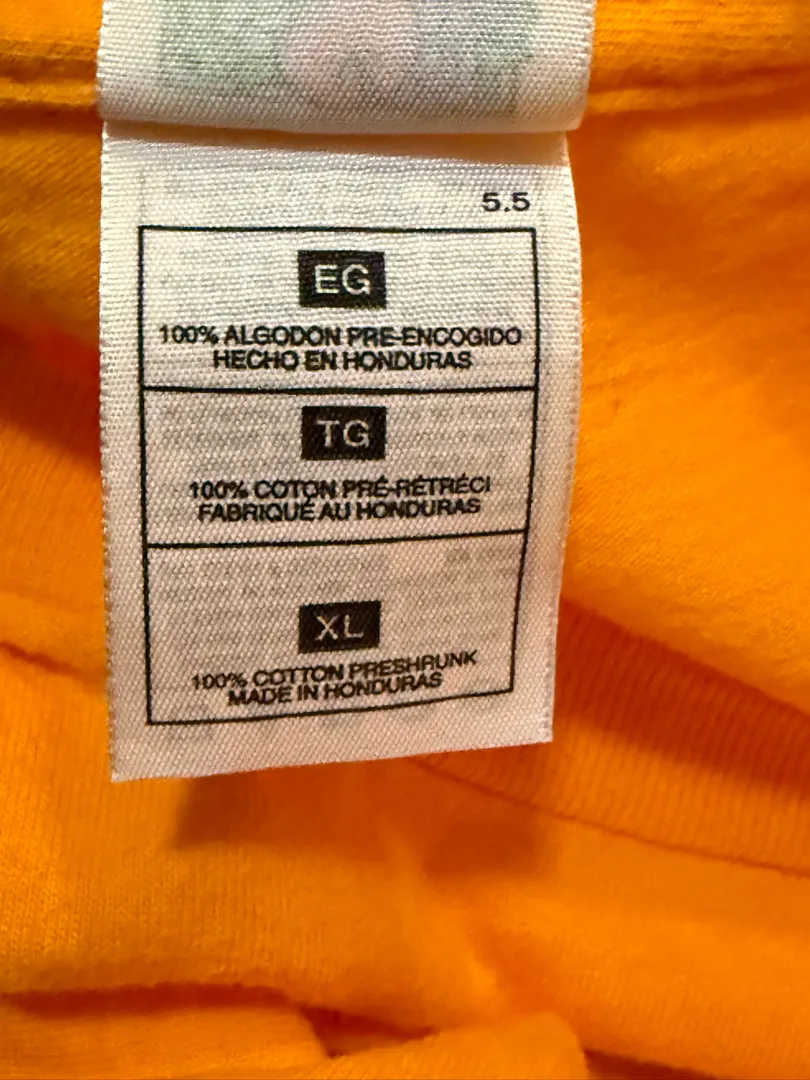 5.5
EG
100% ALGODON PRE-ENCOGIDO
HECHO EN HONDURAS
TG
100% COTON PRÉ-RÉTRÉCI
FABRIQUÉ AU HONDURAS
XL
100% COTTON PRESHRUNK
MADE IN HONDURAS